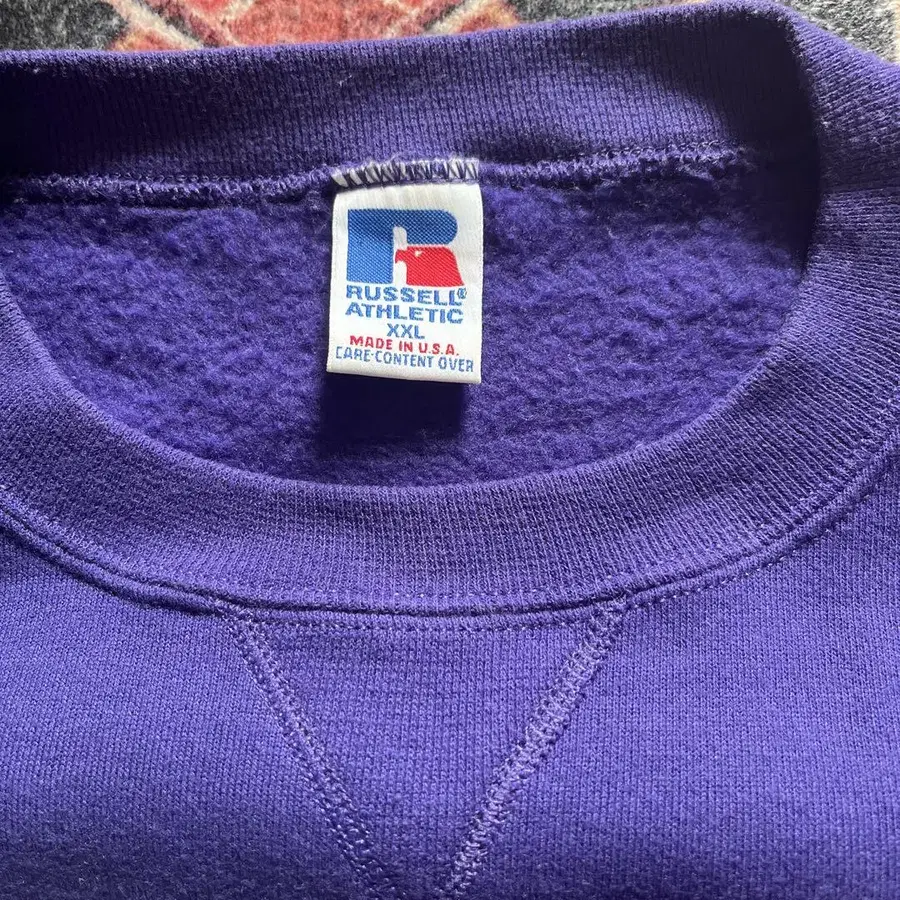 R
RUSSELL®
ATHLETIC
XXL
MADE IN U.S.A.
CARE-CONTENT OVER